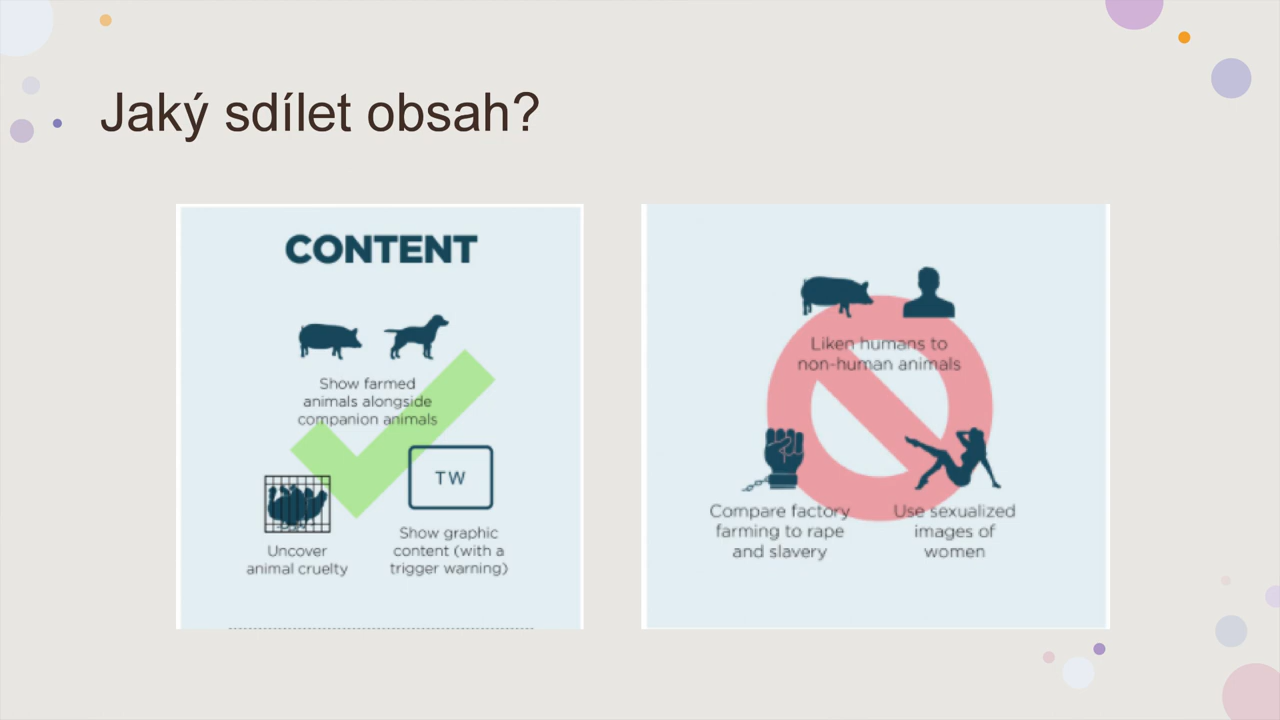 Jaký sdílet obsah?
CONTENT
Show farmed
animals alongside
companion animals
TW
Uncover
animal cruelty
Show graphic
content (with a
trigger warning)
Liken humans to
non-human animals
Compare factory
farming to rape
and slavery
Use sexualized
images of
women